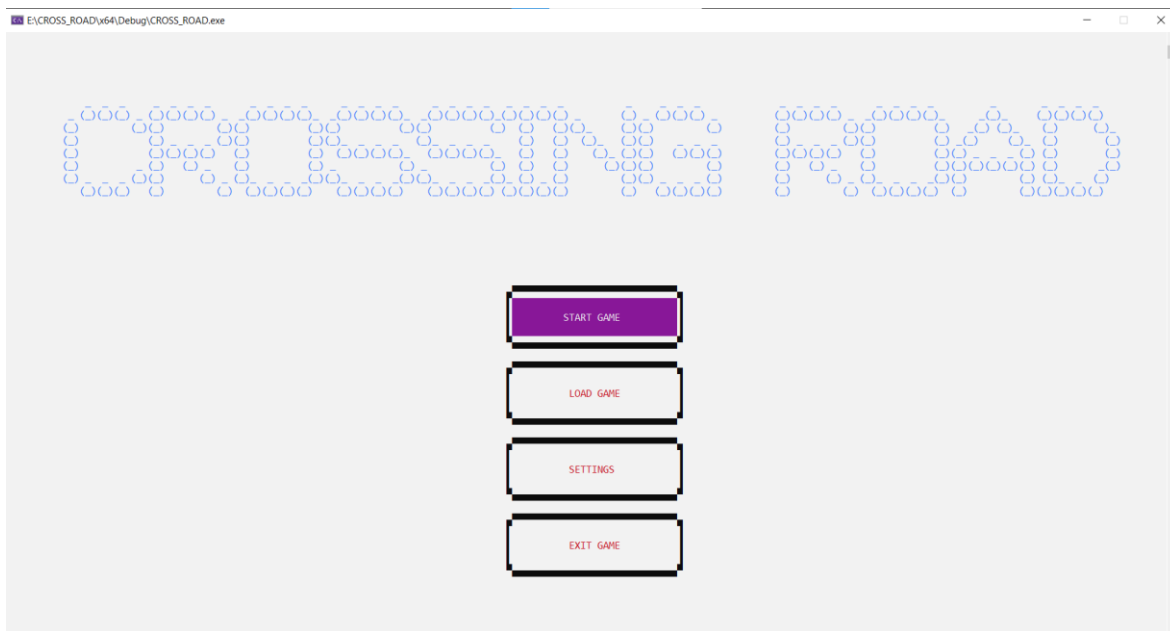 E:\CROSS_ROAD\x64\Debug\CROSS_ROAD.exe
CROSSING ROAD
START GAME
LOAD GAME
SETTINGS
EXIT GAME